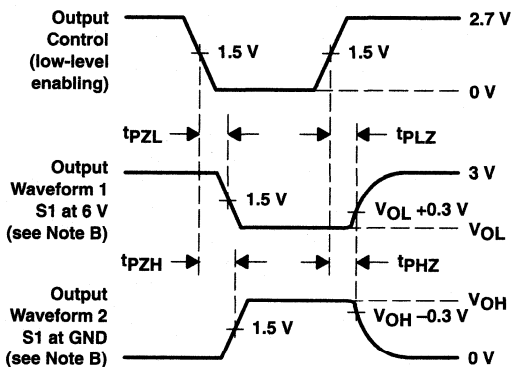 Output
Control
(low-level
enabling)
1.5 V
1.5 V
2.7 V
0 V
tPZL
tPLZ
Output
Waveform 1
S1 at 6 V
(see Note B)
1.5 V
3 V
VOL +0.3 V
VOL
tPZH
tPHZ
Output
Waveform 2
S1 at GND
(see Note B)
1.5 V
VOH
VOH –0.3 V
0 V